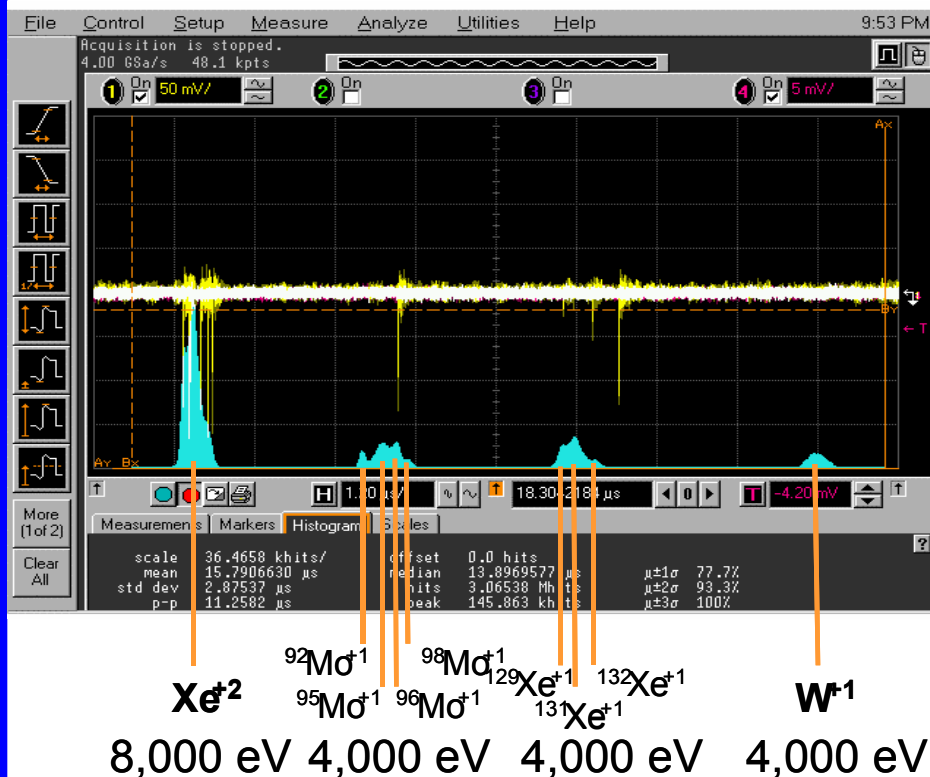 File Control Setup Measure Analyze Utilities Help 9:53 PM
Acquisition is stopped.
4.00 GSa/s 48.1 kpts
1 On 50 mV/ 2 On 3 On 4 On 5 mV/
Ax
By
T
Ay Bx
H 1.20 µs/ 18.3042184 µs 0 T -4.20 mV
More
(1 of 2)
Clear
All
Measurements Markers Histogram Scales
?
scale 36.4658 khits/ offset 0.0 hits
mean 15.7906630 µs median 13.8969577 µs µ±1σ 77.7%
std dev 2.87537 µs hits 3.06538 Mhits µ±2σ 93.3%
p-p 11.2582 µs peak 145.863 khits µ±3σ 100%
92Mo+1 98Mo+1 129Xe+1 132Xe+1
Xe+2 95Mo+1 96Mo+1 131Xe+1 W+1
8,000 eV 4,000 eV 4,000 eV 4,000 eV